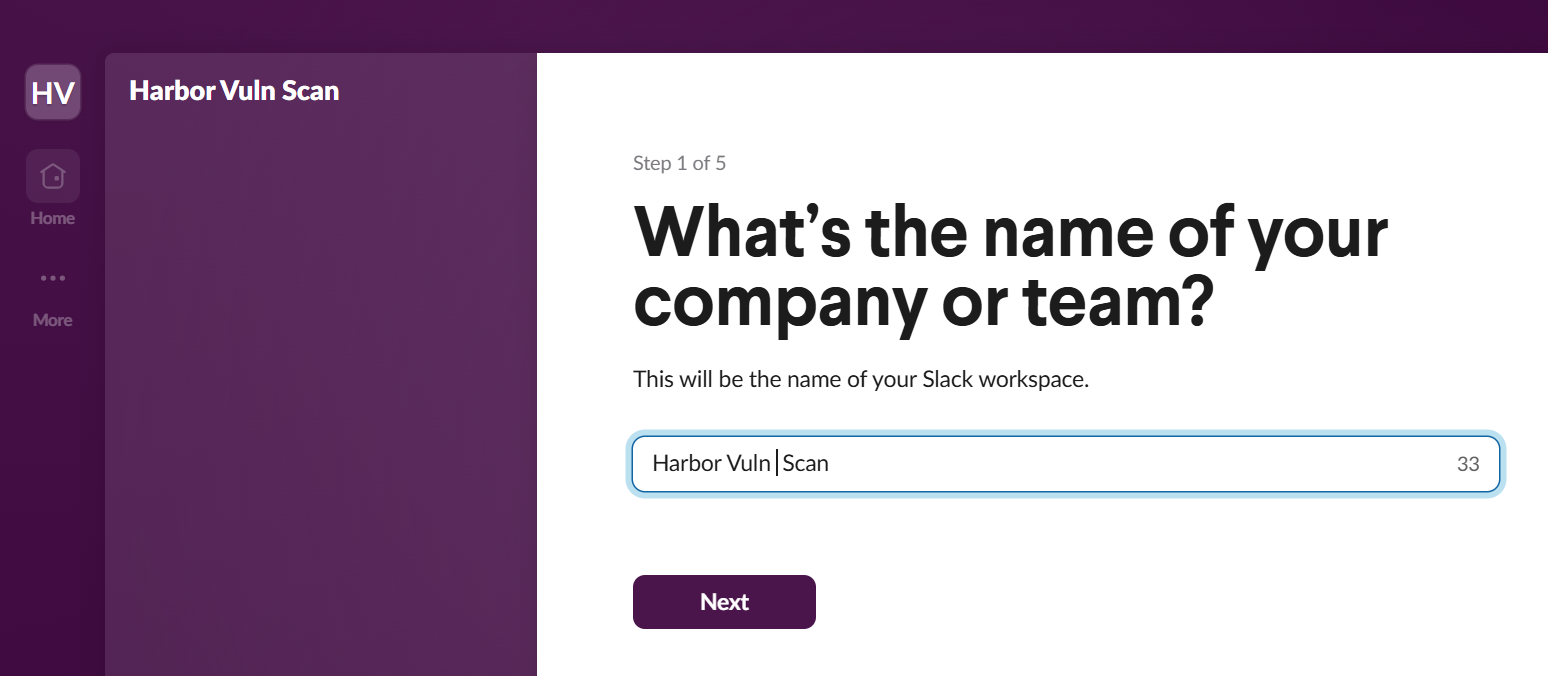 HV
Harbor Vuln Scan
Home
More
Step 1 of 5
What’s the name of your
company or team?
This will be the name of your Slack workspace.
Harbor Vuln Scan
33
Next